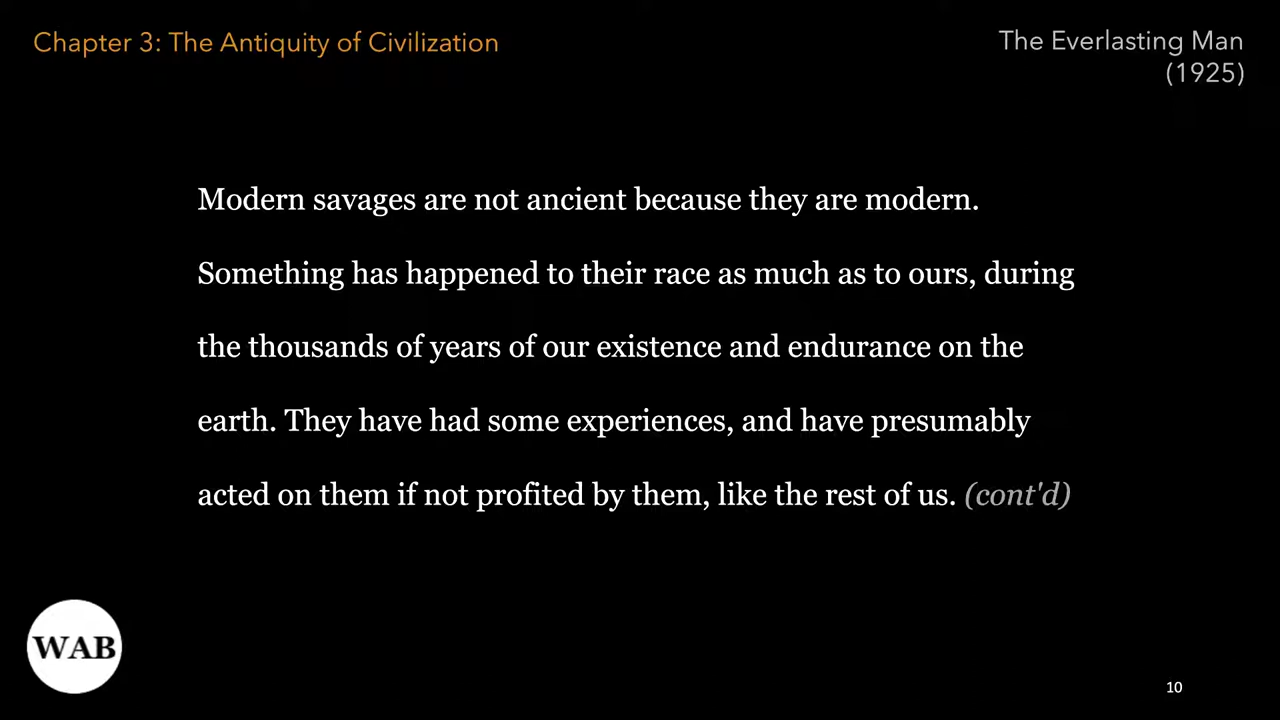 Chapter 3: The Antiquity of Civilization
The Everlasting Man
(1925)
Modern savages are not ancient because they are modern.
Something has happened to their race as much as to ours, during
the thousands of years of our existence and endurance on the
earth. They have had some experiences, and have presumably
acted on them if not profited by them, like the rest of us. (cont'd)
WAB
10